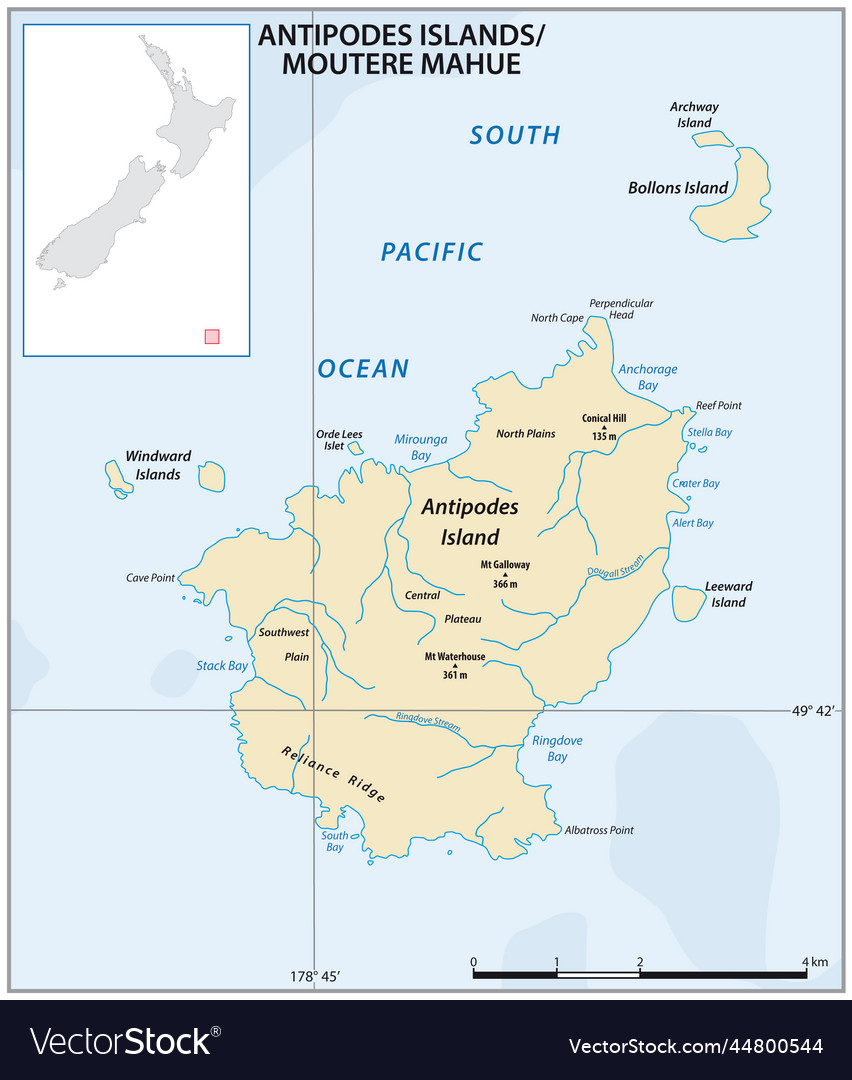 ANTIPODES ISLANDS/
MOUTERE MAHUE
SOUTH
PACIFIC
OCEAN
Archway
Island
Bollons Island
Perpendicular
Head
North Cape
Anchorage
Bay
Reef Point
Stella Bay
Conical Hill
135 m
North Plains
Orde Lees
Islet
Mirounga
Bay
Windward
Islands
Crater Bay
Alert Bay
Antipodes
Island
Mt Galloway
366 m
Dougall Stream
Cave Point
Central
Plateau
Leeward
Island
Southwest
Plain
Stack Bay
Mt Waterhouse
361 m
49° 42’
Ringdove Stream
Ringdove
Bay
Reliance Ridge
South
Bay
Albatross Point
178° 45’
0 1 2 4 km
VectorStock®
VectorStock.com/44800544